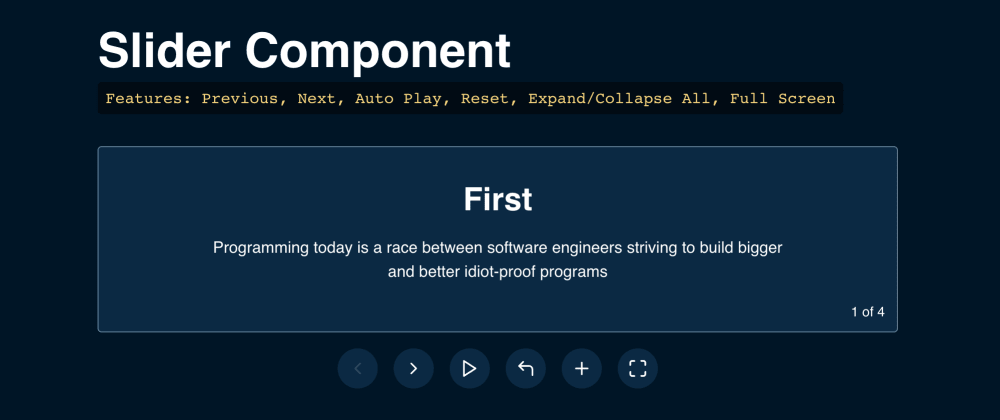 Slider Component
Features: Previous, Next, Auto Play, Reset, Expand/Collapse All, Full Screen
First
Programming today is a race between software engineers striving to build bigger
and better idiot-proof programs
1 of 4